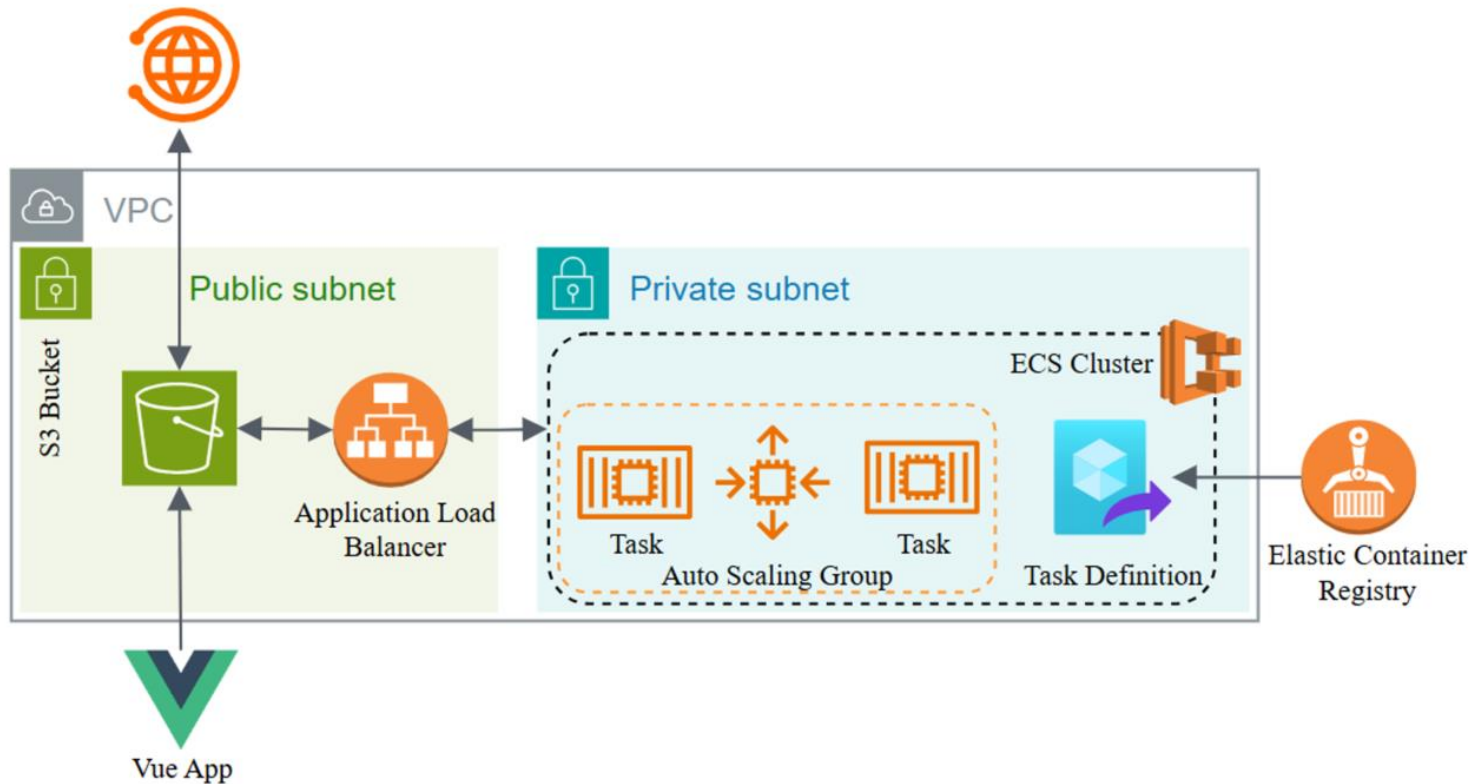 VPC
Public subnet
Private subnet
S3 Bucket
ECS Cluster
Application Load
Balancer
Task
Task
Auto Scaling Group
Task Definition
Elastic Container
Registry
Vue App